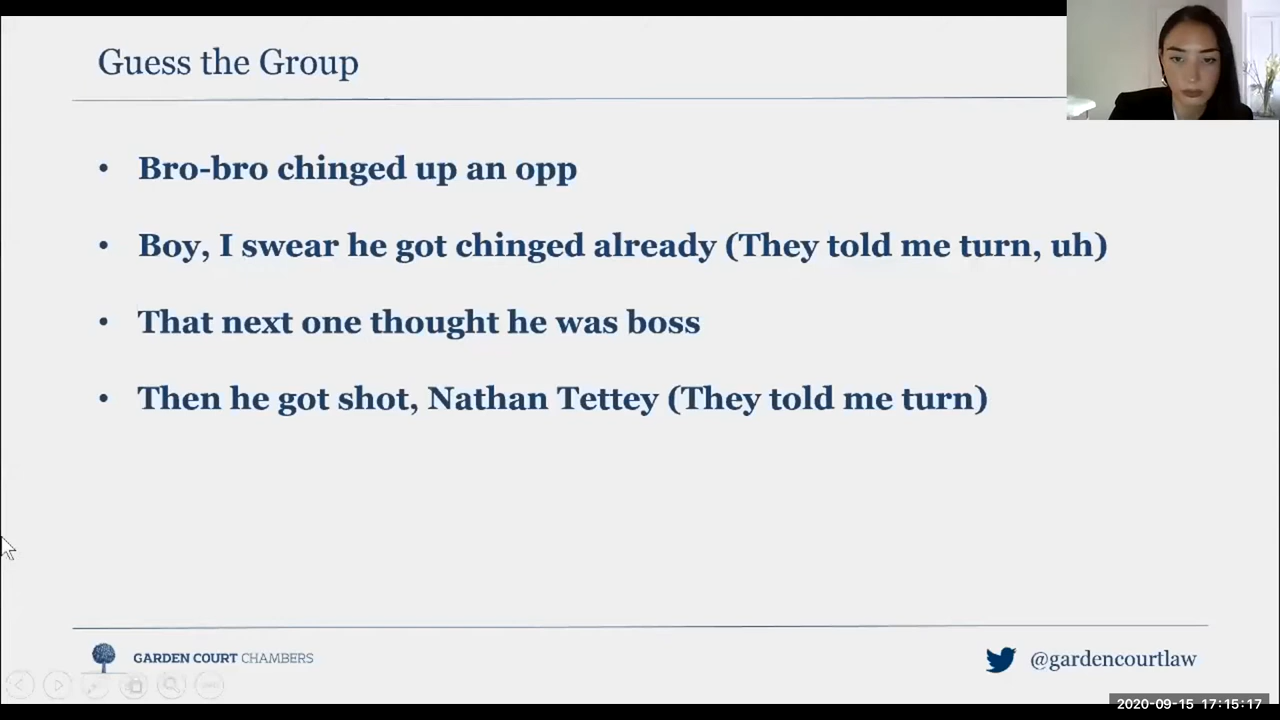 Guess the Group
• Bro-bro chinged up an opp
• Boy, I swear he got chinged already (They told me turn, uh)
• That next one thought he was boss
• Then he got shot, Nathan Tettey (They told me turn)
GARDEN COURT CHAMBERS
@gardencourtlaw
2020-09-15 17:15:17